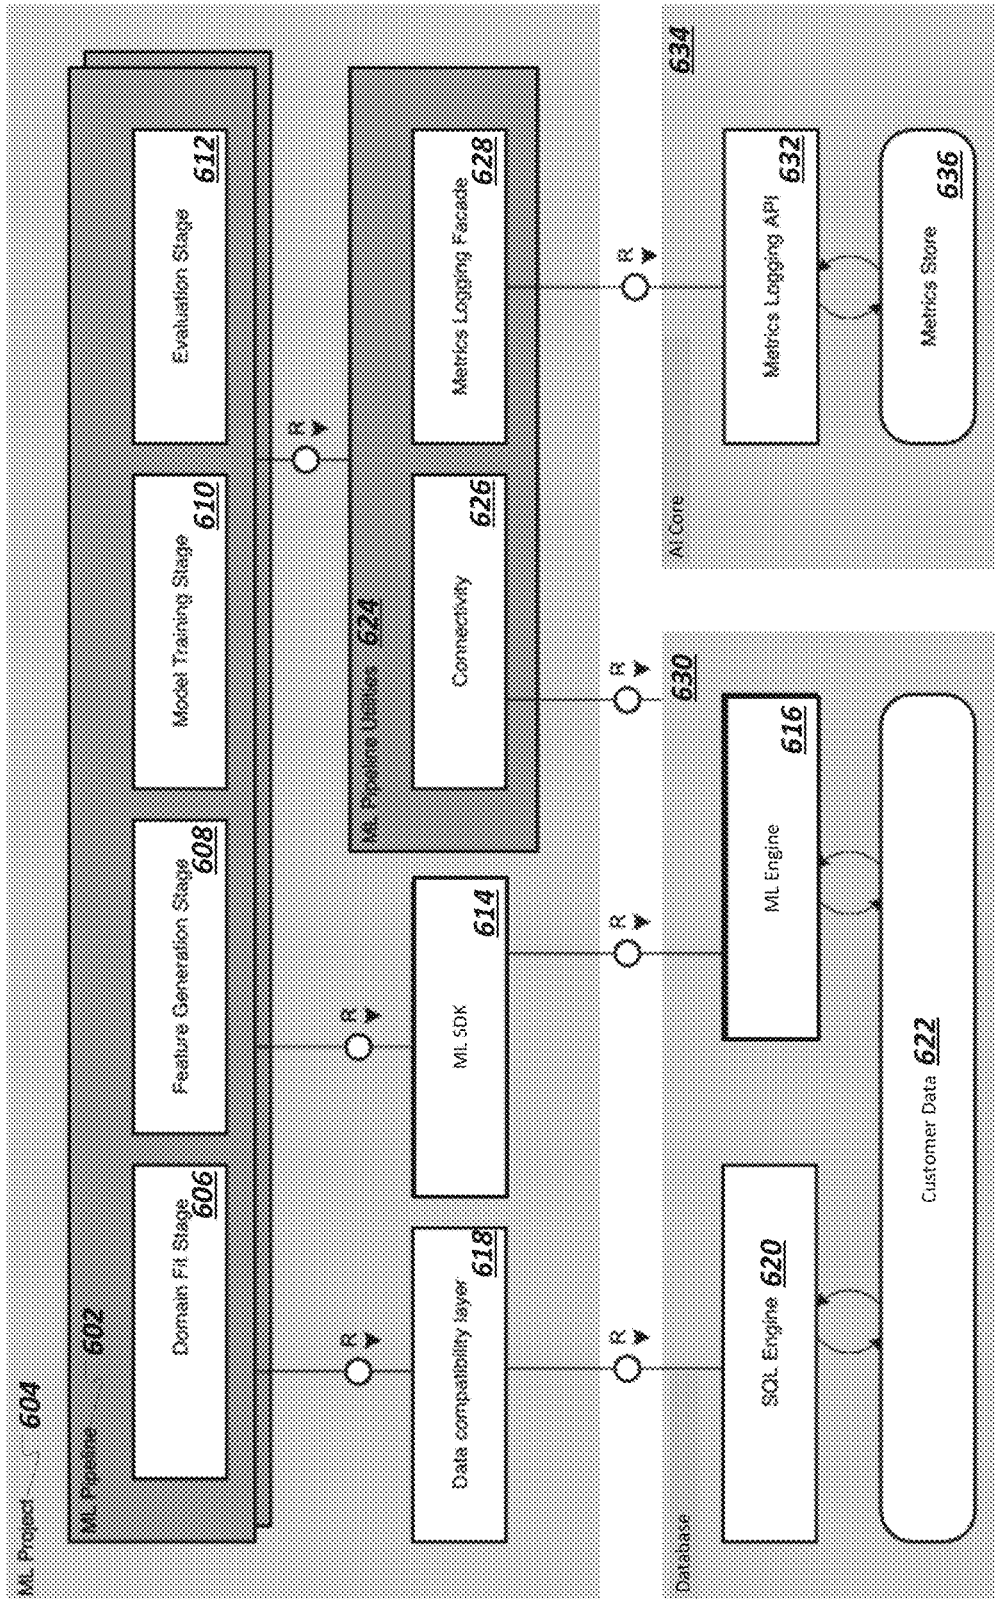 ML Project 604
ML Pipeline 602
Domain Fit Stage
606
Feature Generation Stage
608
Model Training Stage
610
Evaluation Stage
612
R
R
R
ML Pipeline Utilities 624
Data compatibility layer
618
ML SDK
614
Connectivity
626
Metrics Logging Facade
628
R
R
R
R
Database
630
SQL Engine 620
ML Engine
616
Customer Data 622
AI Core
634
Metrics Logging API
632
Metrics Store
636